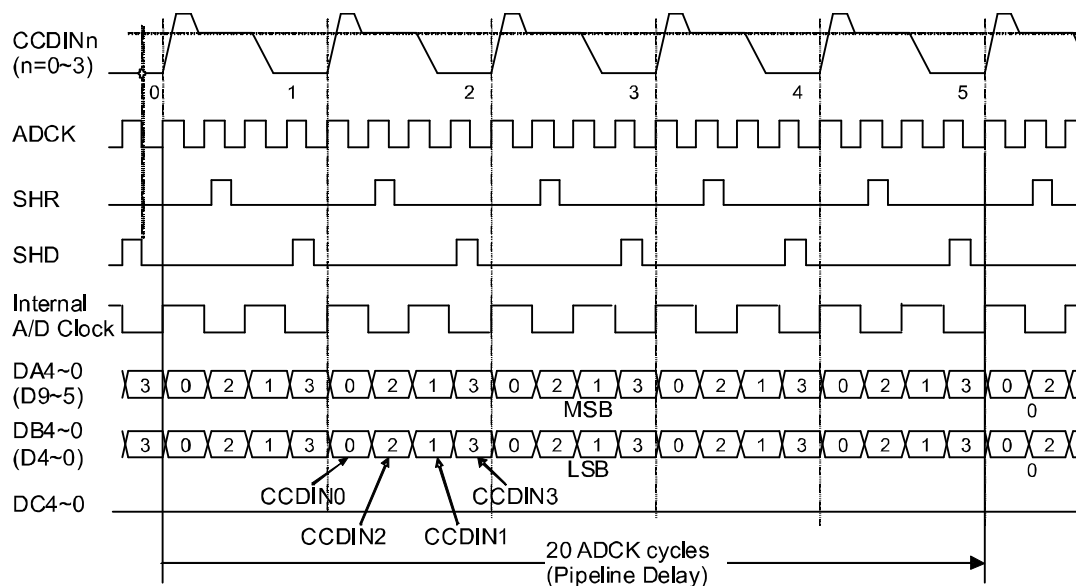 CCDINn
(n=0~3)
0 1 2 3 4 5
ADCK
SHR
SHD
Internal
A/D Clock
DA4~0
(D9~5)
3 0 2 1 3 0 2 1 3 0 2 1 3 0 2 1 3 0 2 1 3 0 2
MSB
0
DB4~0
(D4~0)
3 0 2 1 3 0 2 1 3 0 2 1 3 0 2 1 3 0 2 1 3 0 2
LSB
0
CCDIN0
CCDIN3
DC4~0
CCDIN2
CCDIN1
20 ADCK cycles
(Pipeline Delay)